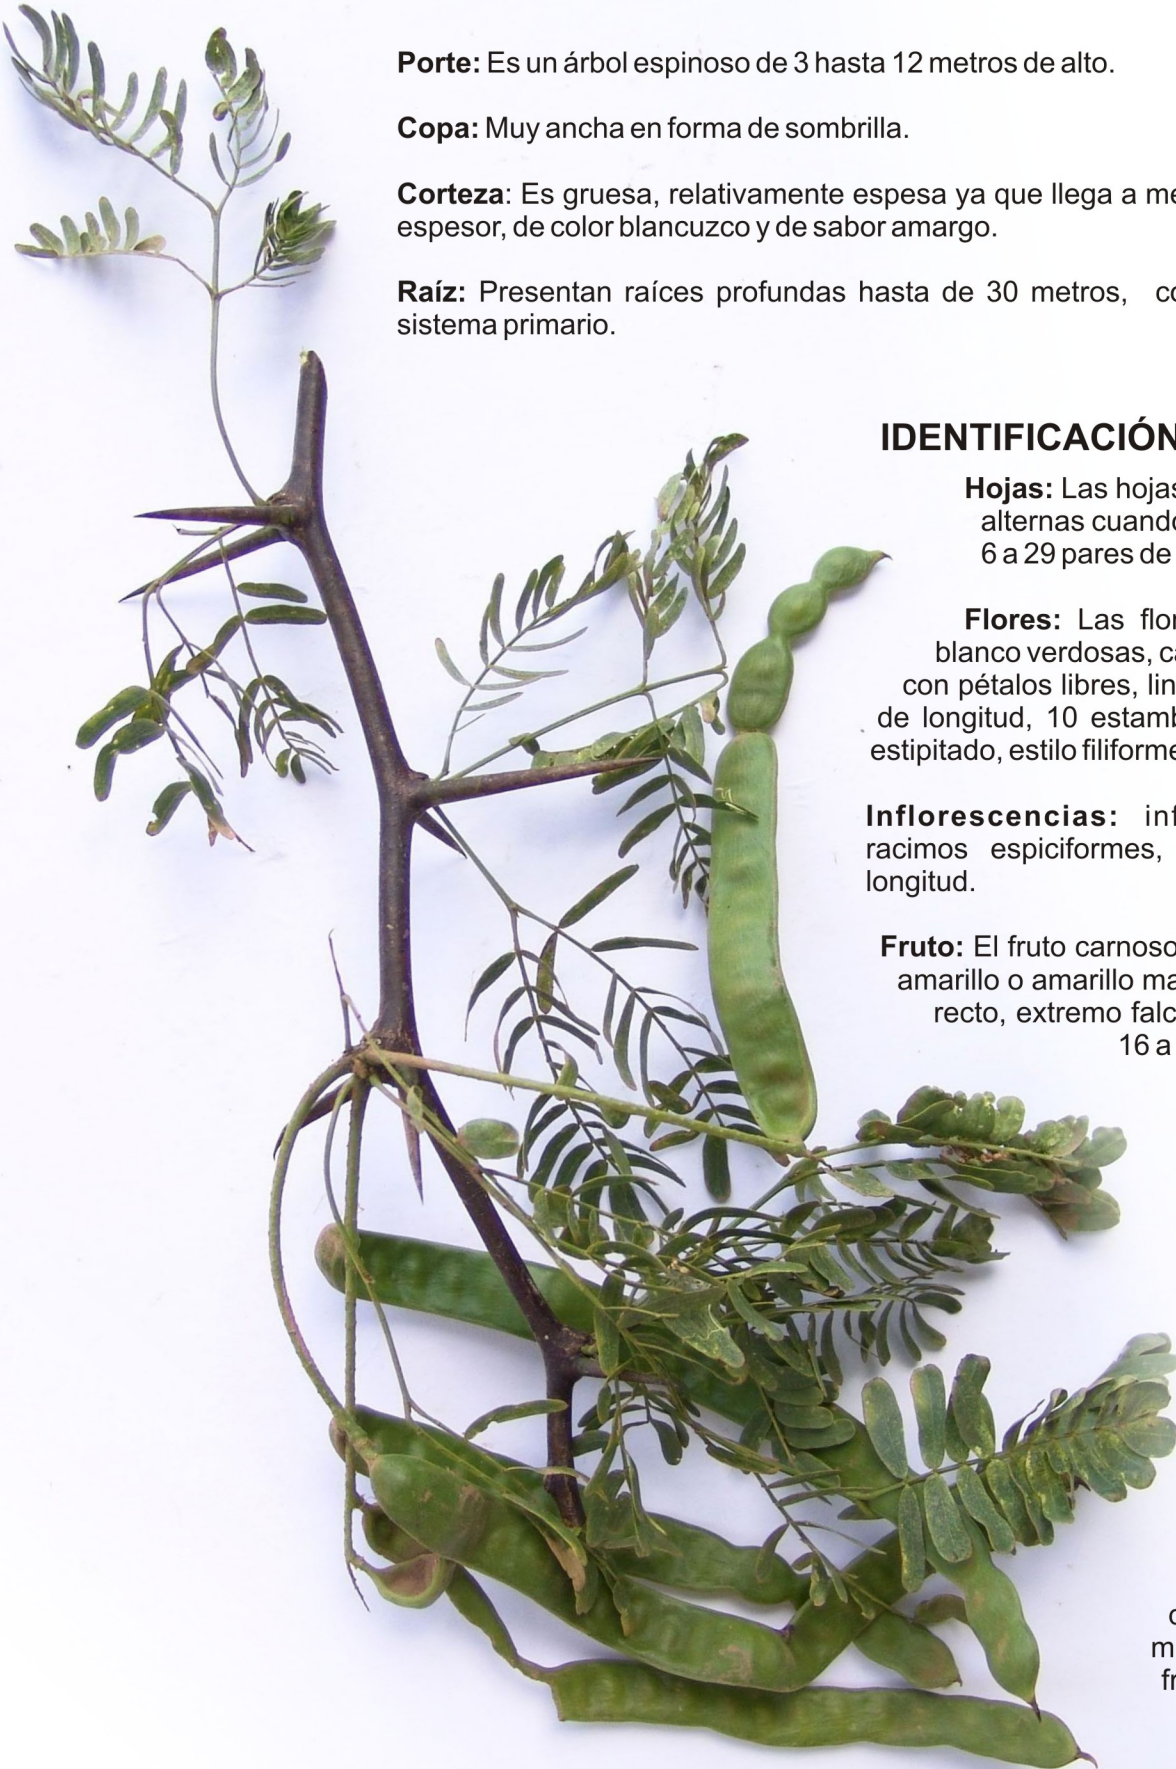 Porte: Es un árbol espinoso de 3 hasta 12 metros de alto.
Copa: Muy ancha en forma de sombrilla.
Corteza: Es gruesa, relativamente espesa ya que llega a me
espesor, de color blancuzco y de sabor amargo.
Raíz: Presentan raíces profundas hasta de 30 metros, co
sistema primario.
IDENTIFICACIÓN
Hojas: Las hojas
alternas cuando
6 a 29 pares de
Flores: Las flor
blanco verdosas, ca
con pétalos libres, lin
de longitud, 10 estamb
estipitado, estilo filiforme
Inflorescencias: inf
racimos espiciformes,
longitud.
Fruto: El fruto carnoso
amarillo o amarillo ma
recto, extremo falc
16 a
m
fr